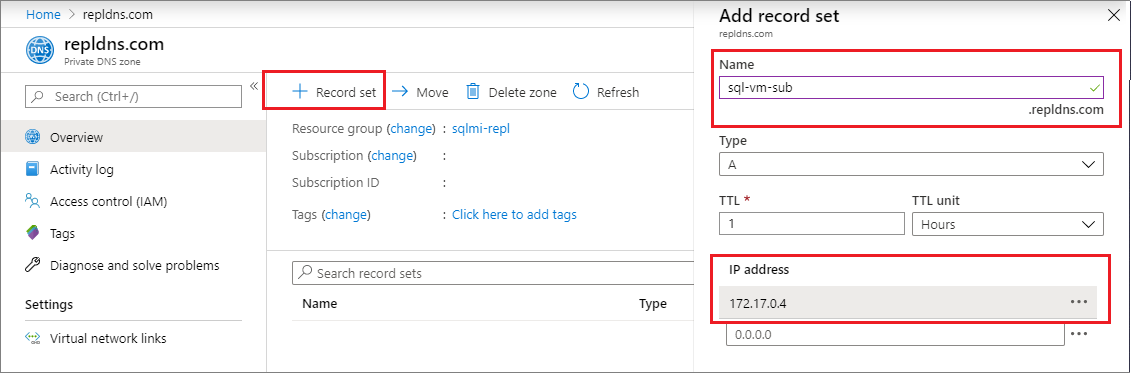 Home > repldns.com
repldns.com
Private DNS zone
Search (Ctrl+/)
«
Overview
Activity log
Access control (IAM)
Tags
Diagnose and solve problems
Settings
Virtual network links
Record set
Move
Delete zone
Refresh
Resource group (change) : sqlmi-repl
Subscription (change) :
Subscription ID :
Tags (change) : Click here to add tags
Search record sets
Name Type
Add record set
repldns.com
Name
sql-vm-sub
.repldns.com
Type
A
TTL * TTL unit
1 Hours
IP address
172.17.0.4 ...
0.0.0.0 ...